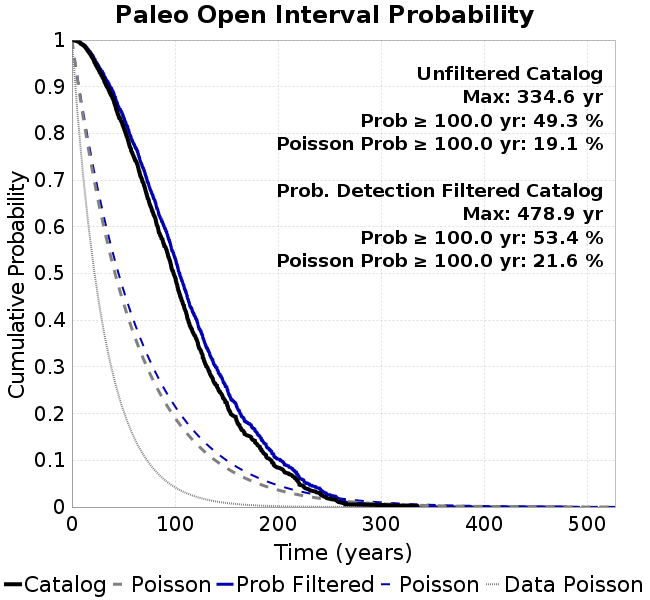 Paleo Open Interval Probability
Cumulative Probability
1
0.9
0.8
0.7
0.6
0.5
0.4
0.3
0.2
0.1
0
Unfiltered Catalog
Max: 334.6 yr
Prob ≥ 100.0 yr: 49.3 %
Poisson Prob ≥ 100.0 yr: 19.1 %
Prob. Detection Filtered Catalog
Max: 478.9 yr
Prob ≥ 100.0 yr: 53.4 %
Poisson Prob ≥ 100.0 yr: 21.6 %
0 100 200 300 400 500
Time (years)
Catalog Poisson Prob Filtered Poisson Data Poisson